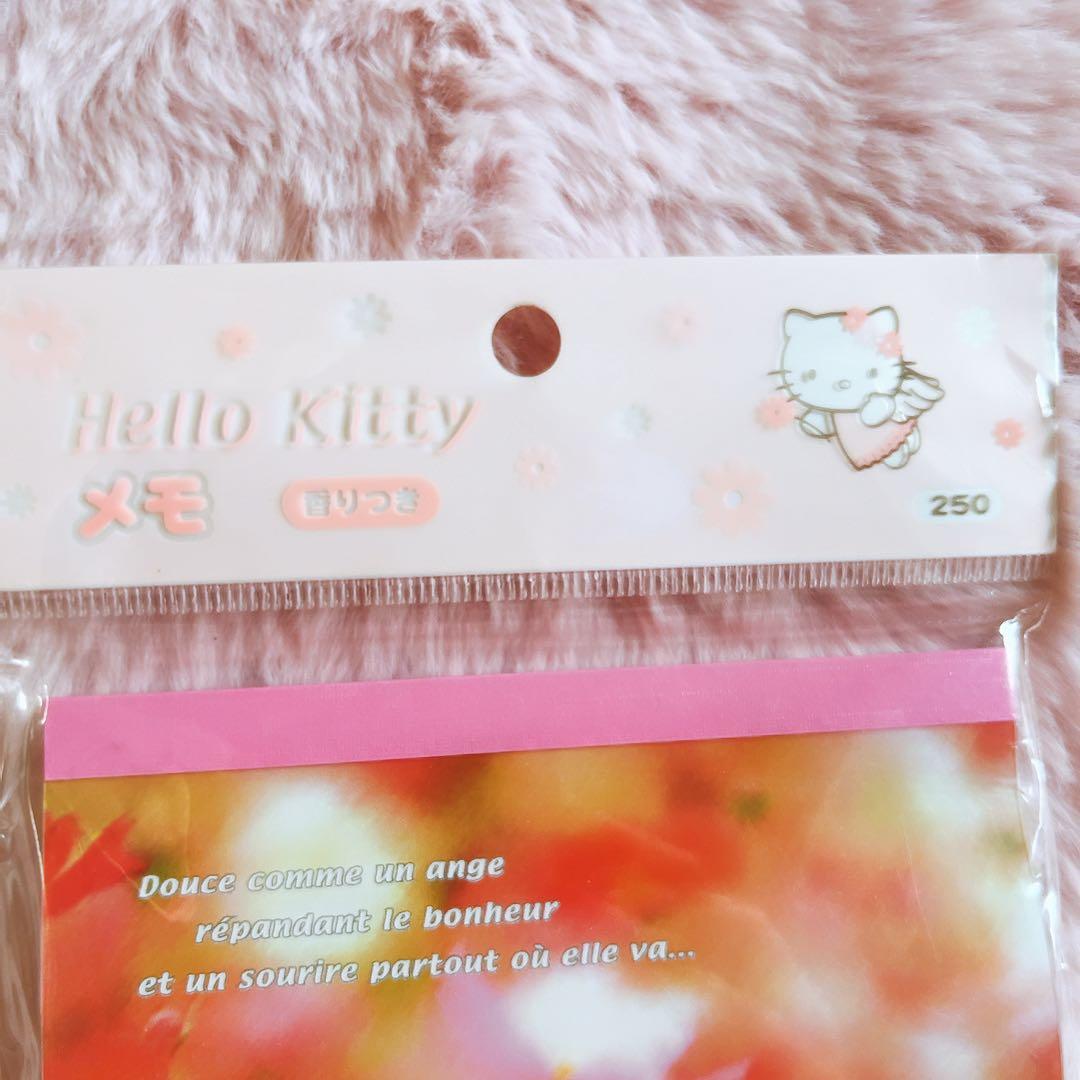 Hello Kitty
メモ 香りつき
250
Douce comme un ange
répandant le bonheur
et un sourire partout où elle va...